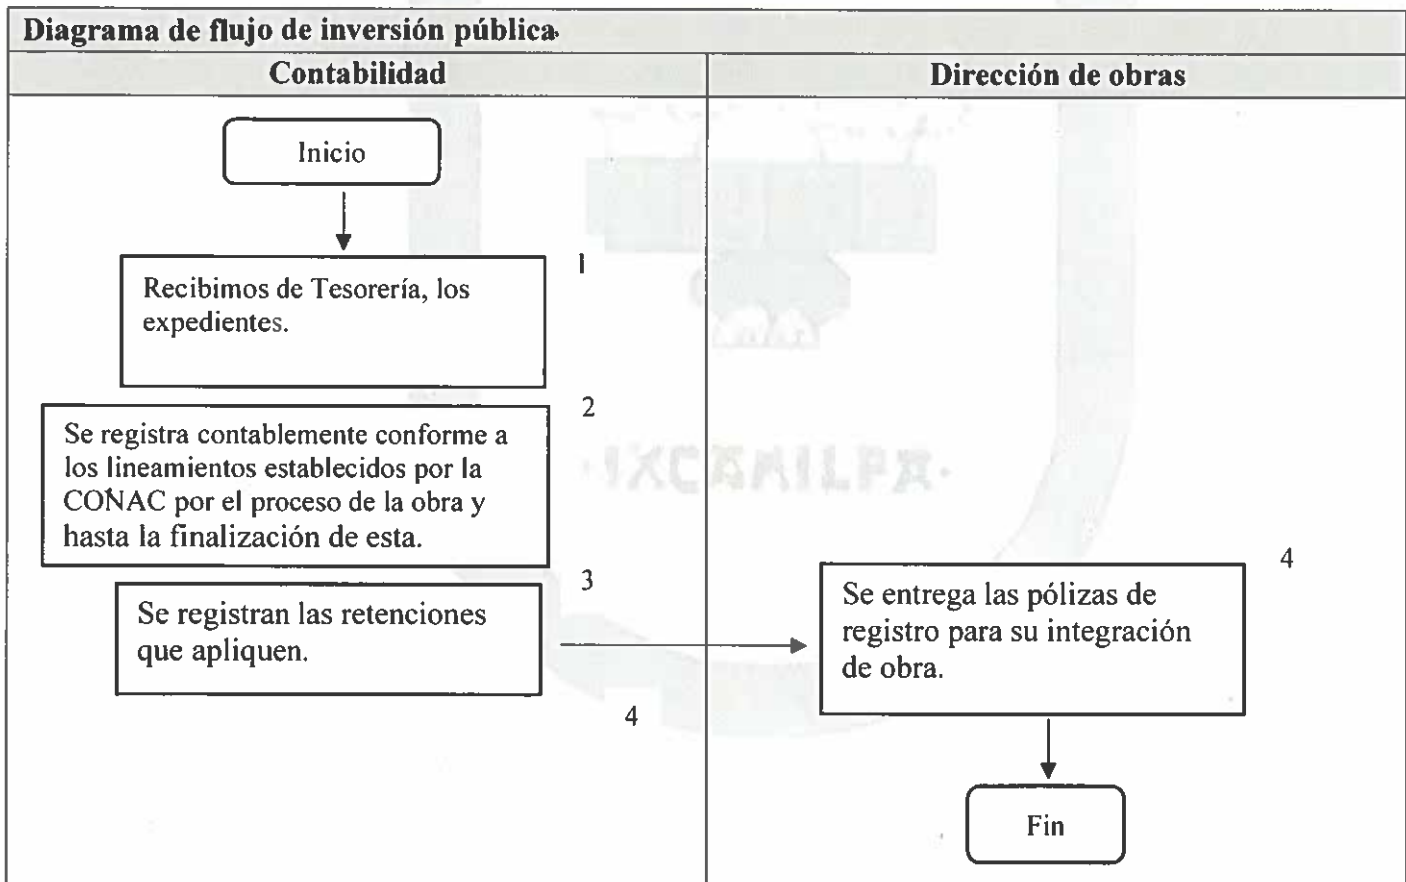 Diagrama de flujo de inversión pública.
Contabilidad
Dirección de obras
Inicio
1
Recibimos de Tesorería, los
expedientes.
2
Se registra contablemente conforme a
los lineamientos establecidos por la
CONAC por el proceso de la obra y
hasta la finalización de esta.
3
Se registran las retenciones
que apliquen.
4
4
Se entrega las pólizas de
registro para su integración
de obra.
Fin
·IXCAMILPA·